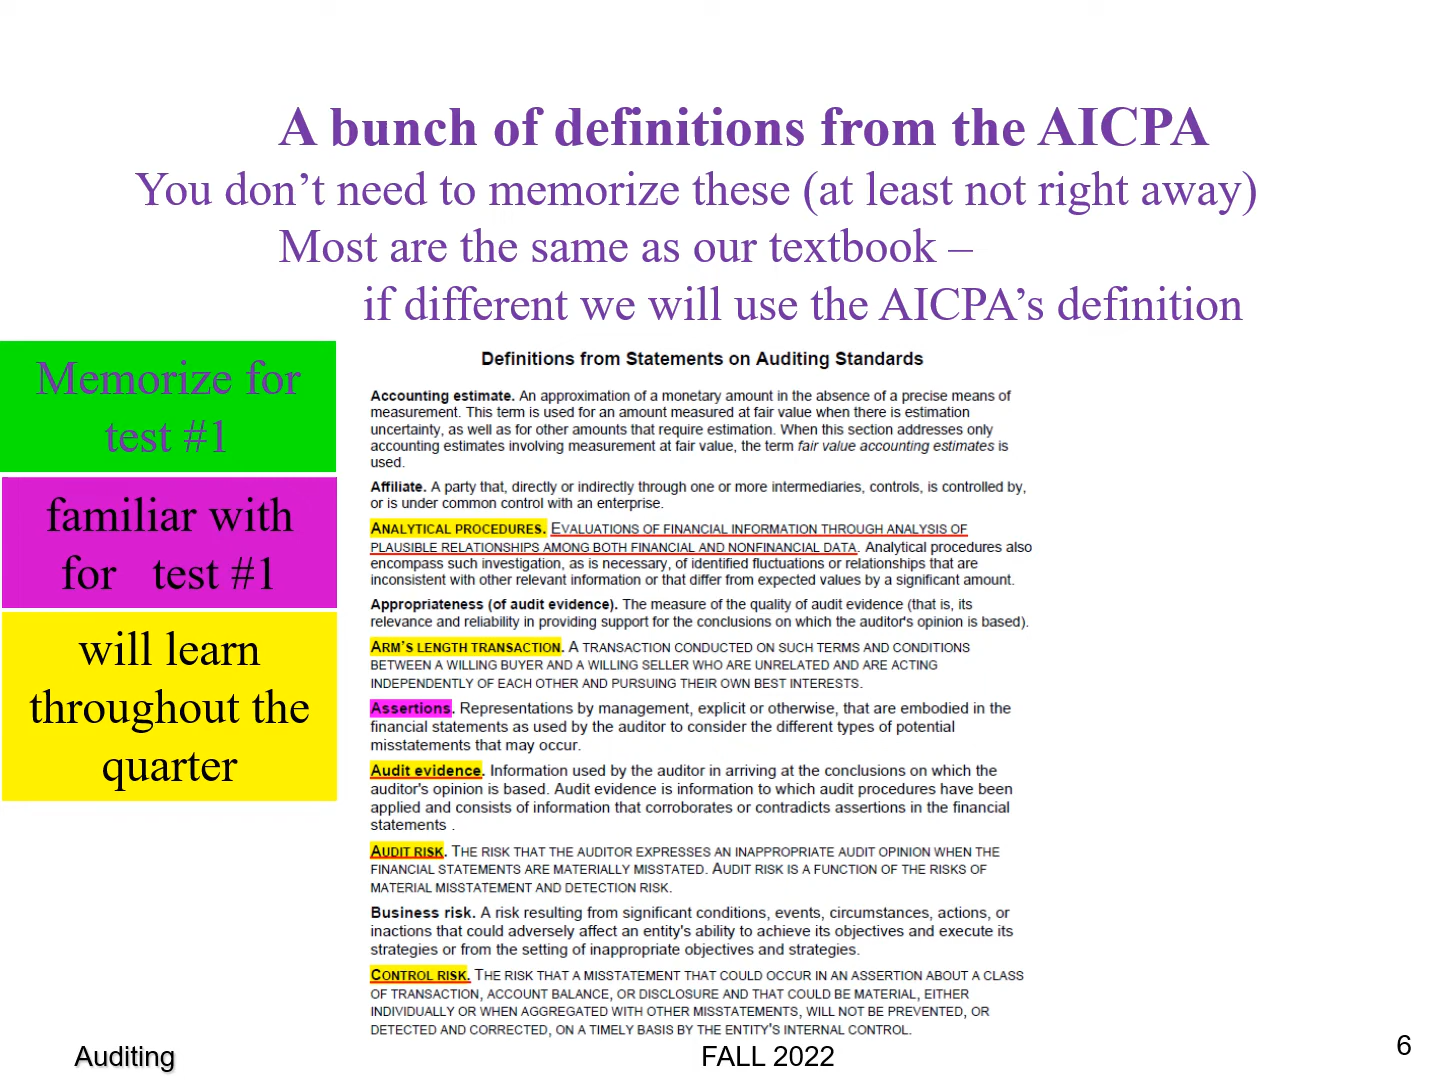 A bunch of definitions from the AICPA
You don’t need to memorize these (at least not right away)
Most are the same as our textbook –
if different we will use the AICPA’s definition
Memorize for
test #1
familiar with
for test #1
will learn
throughout the
quarter
Definitions from Statements on Auditing Standards
Accounting estimate. An approximation of a monetary amount in the absence of a precise means of
measurement. This term is used for an amount measured at fair value when there is estimation
uncertainty, as well as for other amounts that require estimation. When this section addresses only
accounting estimates involving measurement at fair value, the term fair value accounting estimates is
used.
Affiliate. A party that, directly or indirectly through one or more intermediaries, controls, is controlled by,
or is under common control with an enterprise.
ANALYTICAL PROCEDURES. EVALUATIONS OF FINANCIAL INFORMATION THROUGH ANALYSIS OF
PLAUSIBLE RELATIONSHIPS AMONG BOTH FINANCIAL AND NONFINANCIAL DATA. Analytical procedures also
encompass such investigation, as is necessary, of identified fluctuations or relationships that are
inconsistent with other relevant information or that differ from expected values by a significant amount.
Appropriateness (of audit evidence). The measure of the quality of audit evidence (that is, its
relevance and reliability in providing support for the conclusions on which the auditor's opinion is based).
ARM’S LENGTH TRANSACTION. A TRANSACTION CONDUCTED ON SUCH TERMS AND CONDITIONS
BETWEEN A WILLING BUYER AND A WILLING SELLER WHO ARE UNRELATED AND ARE ACTING
INDEPENDENTLY OF EACH OTHER AND PURSUING THEIR OWN BEST INTERESTS.
Assertions. Representations by management, explicit or otherwise, that are embodied in the
financial statements as used by the auditor to consider the different types of potential
misstatements that may occur.
Audit evidence. Information used by the auditor in arriving at the conclusions on which the
auditor's opinion is based. Audit evidence is information to which audit procedures have been
applied and consists of information that corroborates or contradicts assertions in the financial
statements .
AUDIT RISK. THE RISK THAT THE AUDITOR EXPRESSES AN INAPPROPRIATE AUDIT OPINION WHEN THE
FINANCIAL STATEMENTS ARE MATERIALLY MISSTATED. AUDIT RISK IS A FUNCTION OF THE RISKS OF
MATERIAL MISSTATEMENT AND DETECTION RISK.
Business risk. A risk resulting from significant conditions, events, circumstances, actions, or
inactions that could adversely affect an entity's ability to achieve its objectives and execute its
strategies or from the setting of inappropriate objectives and strategies.
CONTROL RISK. THE RISK THAT A MISSTATEMENT THAT COULD OCCUR IN AN ASSERTION ABOUT A CLASS
OF TRANSACTION, ACCOUNT BALANCE, OR DISCLOSURE AND THAT COULD BE MATERIAL, EITHER
INDIVIDUALLY OR WHEN AGGREGATED WITH OTHER MISSTATEMENTS, WILL NOT BE PREVENTED, OR
DETECTED AND CORRECTED, ON A TIMELY BASIS BY THE ENTITY'S INTERNAL CONTROL.
Auditing
FALL 2022
6